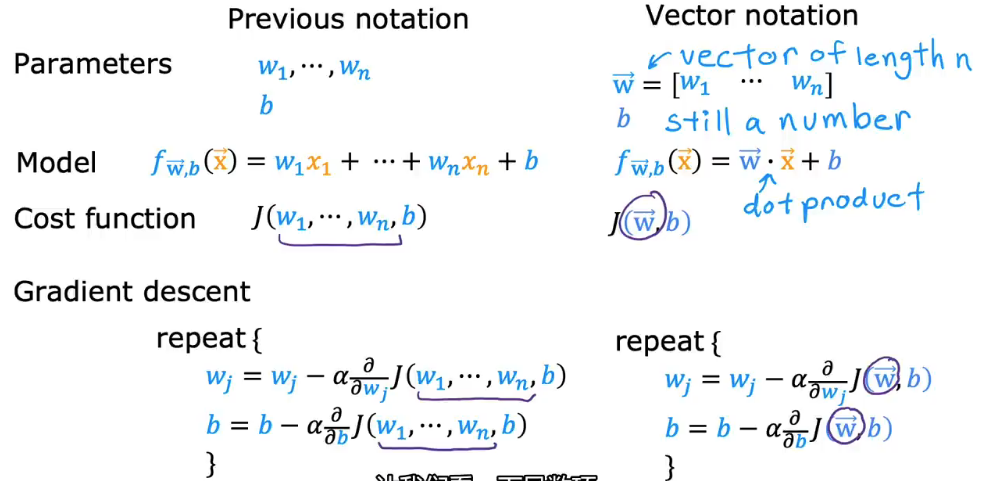 Previous notation Vector notation
Parameters w₁, ⋯, wₙ vector of length n
w⃗ = [w₁ ⋯ wₙ]
b b still a number
Model f_w⃗,b(x⃗) = w₁x₁ + ⋯ + wₙxₙ + b f_w⃗,b(x⃗) = w⃗ · x⃗ + b
dot product
Cost function J(w₁, ⋯, wₙ, b) J(w⃗, b)
Gradient descent
repeat { repeat {
wⱼ = wⱼ − α ∂/∂wⱼ J(w₁, ⋯, wₙ, b) wⱼ = wⱼ − α ∂/∂wⱼ J(w⃗, b)
b = b − α ∂/∂b J(w₁, ⋯, wₙ, b) b = b − α ∂/∂b J(w⃗, b)
} }